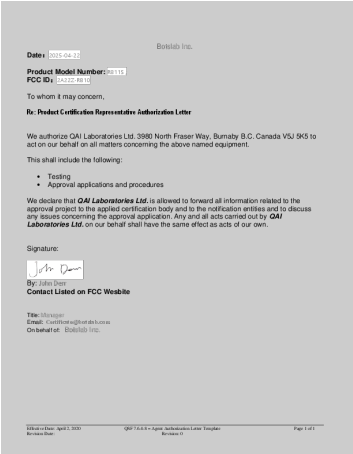 Botslab Inc.
Date: 2025-04-22
Product Model Number: R811S
FCC ID: 2A22Z-R810
To whom it may concern,
Re: Product Certification Representative Authorization Letter
We authorize QAI Laboratories Ltd. 3980 North Fraser Way, Burnaby B.C. Canada V5J 5K5 to
act on our behalf on all matters concerning the above named equipment.
This shall include the following:
• Testing
• Approval applications and procedures
We declare that QAI Laboratories Ltd. is allowed to forward all information related to the
approval project to the applied certification body and to the notification entities and to discuss
any issues concerning the approval application. Any and all acts carried out by QAI
Laboratories Ltd. on our behalf shall have the same effect as acts of our own.
Signature:
John Derr
By: John Derr
Contact Listed on FCC Wesbite
Title: Manager
Email: Certificate@botslab.com
On behalf of: Botslab Inc.
Effective Date: April 2, 2020 QRF 7.6.6.8 – Agent Authorization Letter Template Page 1 of 1
Revision Date: Revision: 0